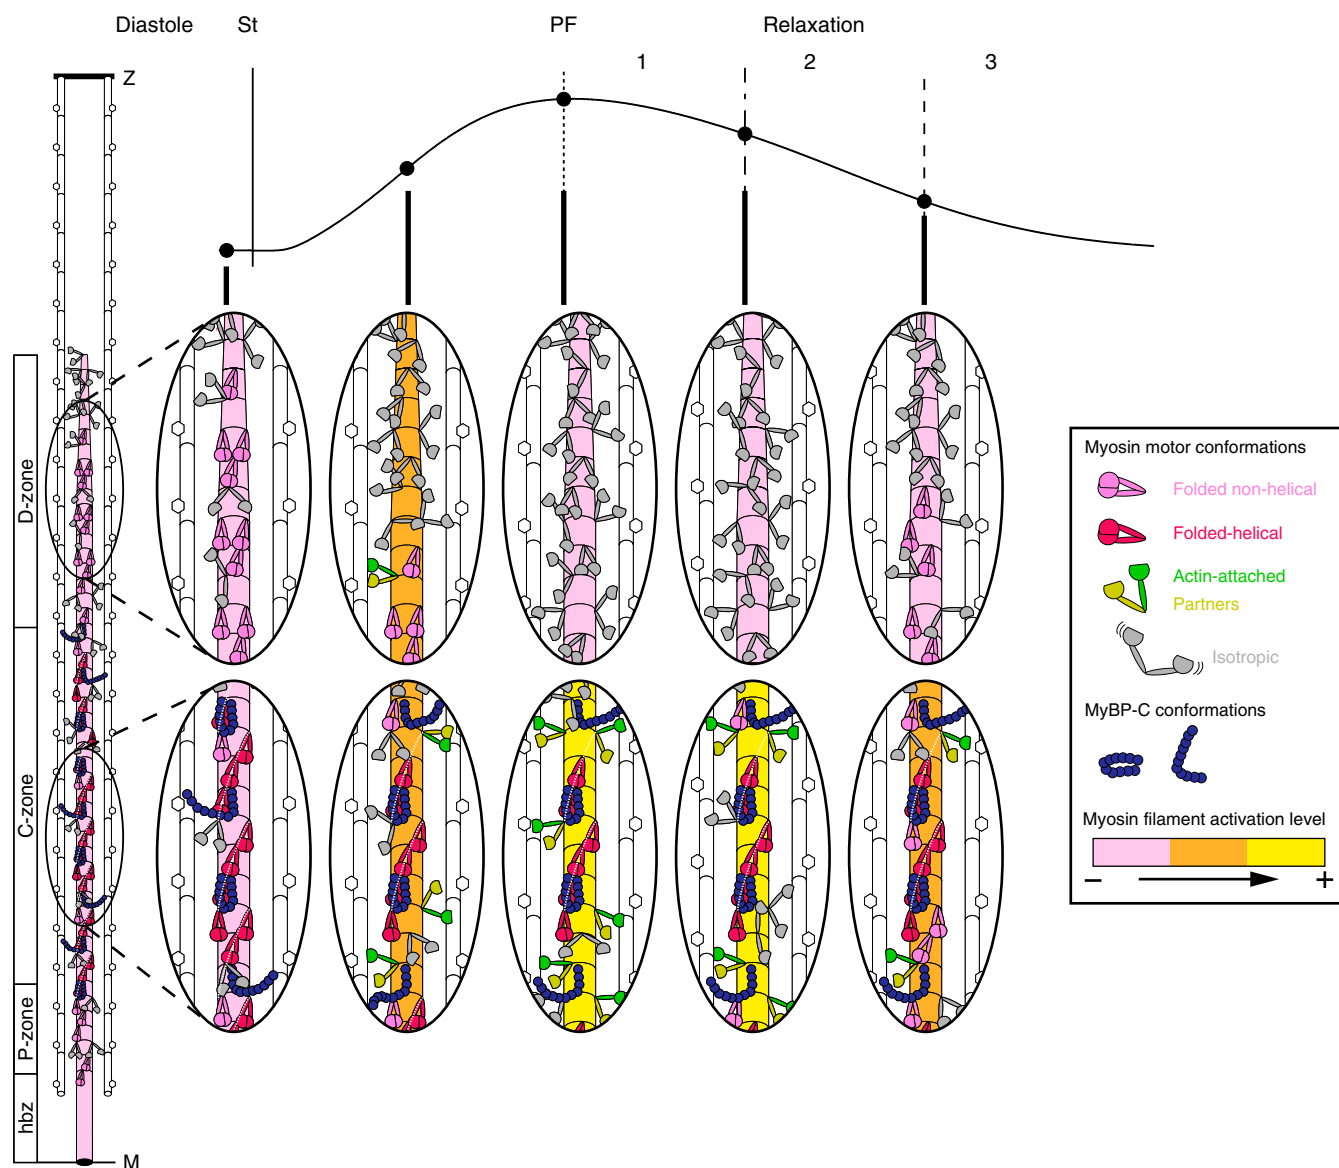 Diastole St PF Relaxation
1 2 3
Z
D-zone
C-zone
P-zone
hbz
M
Myosin motor conformations
Folded non-helical
Folded-helical
Actin-attached
Partners
Isotropic
MyBP-C conformations
Myosin filament activation level
− +